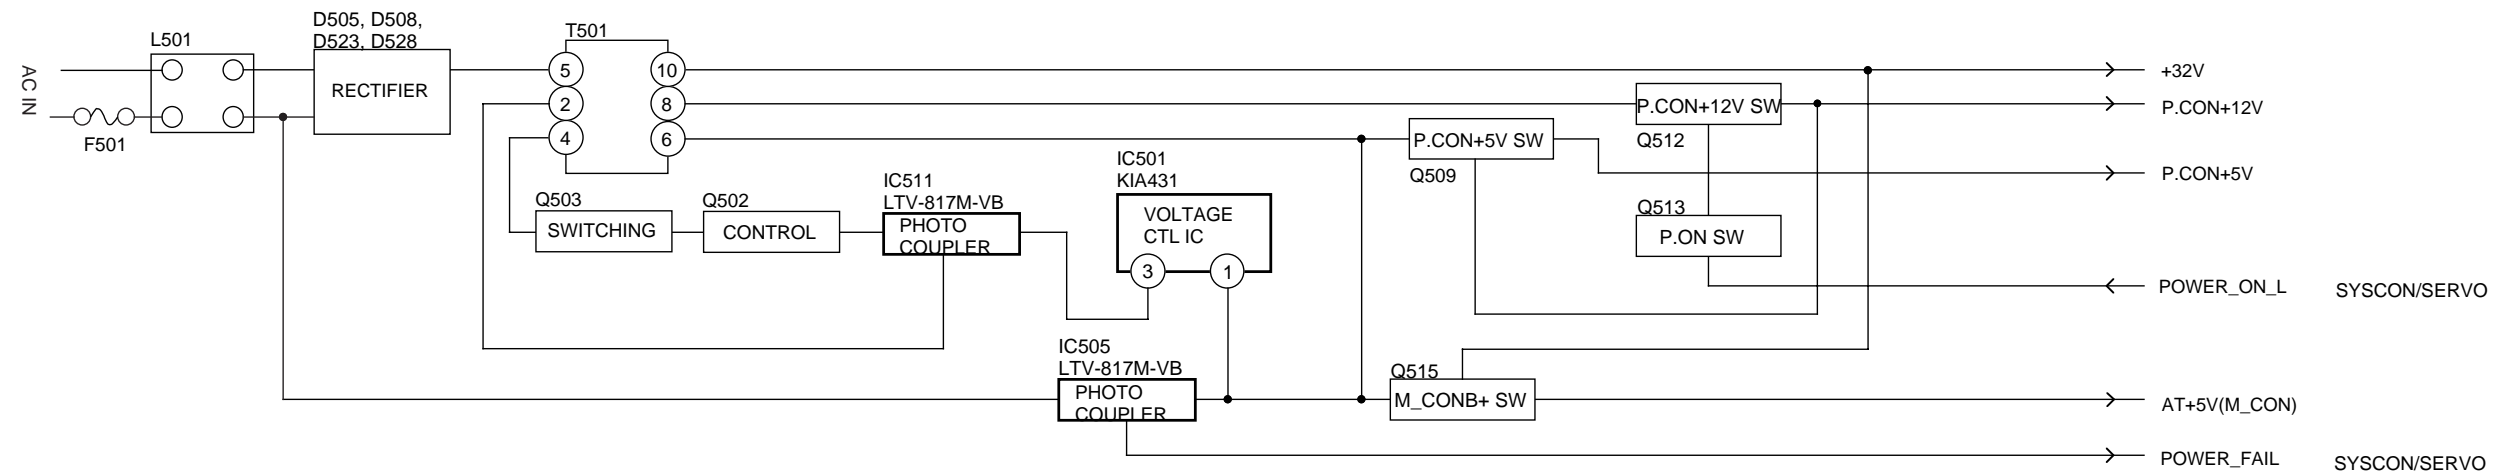 AC IN
L501
F501
D505, D508,
D523, D528
RECTIFIER
T501
5
10
2
8
4
6
Q503
SWITCHING
Q502
CONTROL
IC511
LTV-817M-VB
PHOTO
COUPLER
IC501
KIA431
VOLTAGE
CTL IC
3
1
IC505
LTV-817M-VB
PHOTO
COUPLER
P.CON+5V SW
Q509
P.CON+12V SW
Q512
Q513
P.ON SW
Q515
M_CONB+ SW
+32V
P.CON+12V
P.CON+5V
POWER_ON_L
SYSCON/SERVO
AT+5V(M_CON)
POWER_FAIL
SYSCON/SERVO